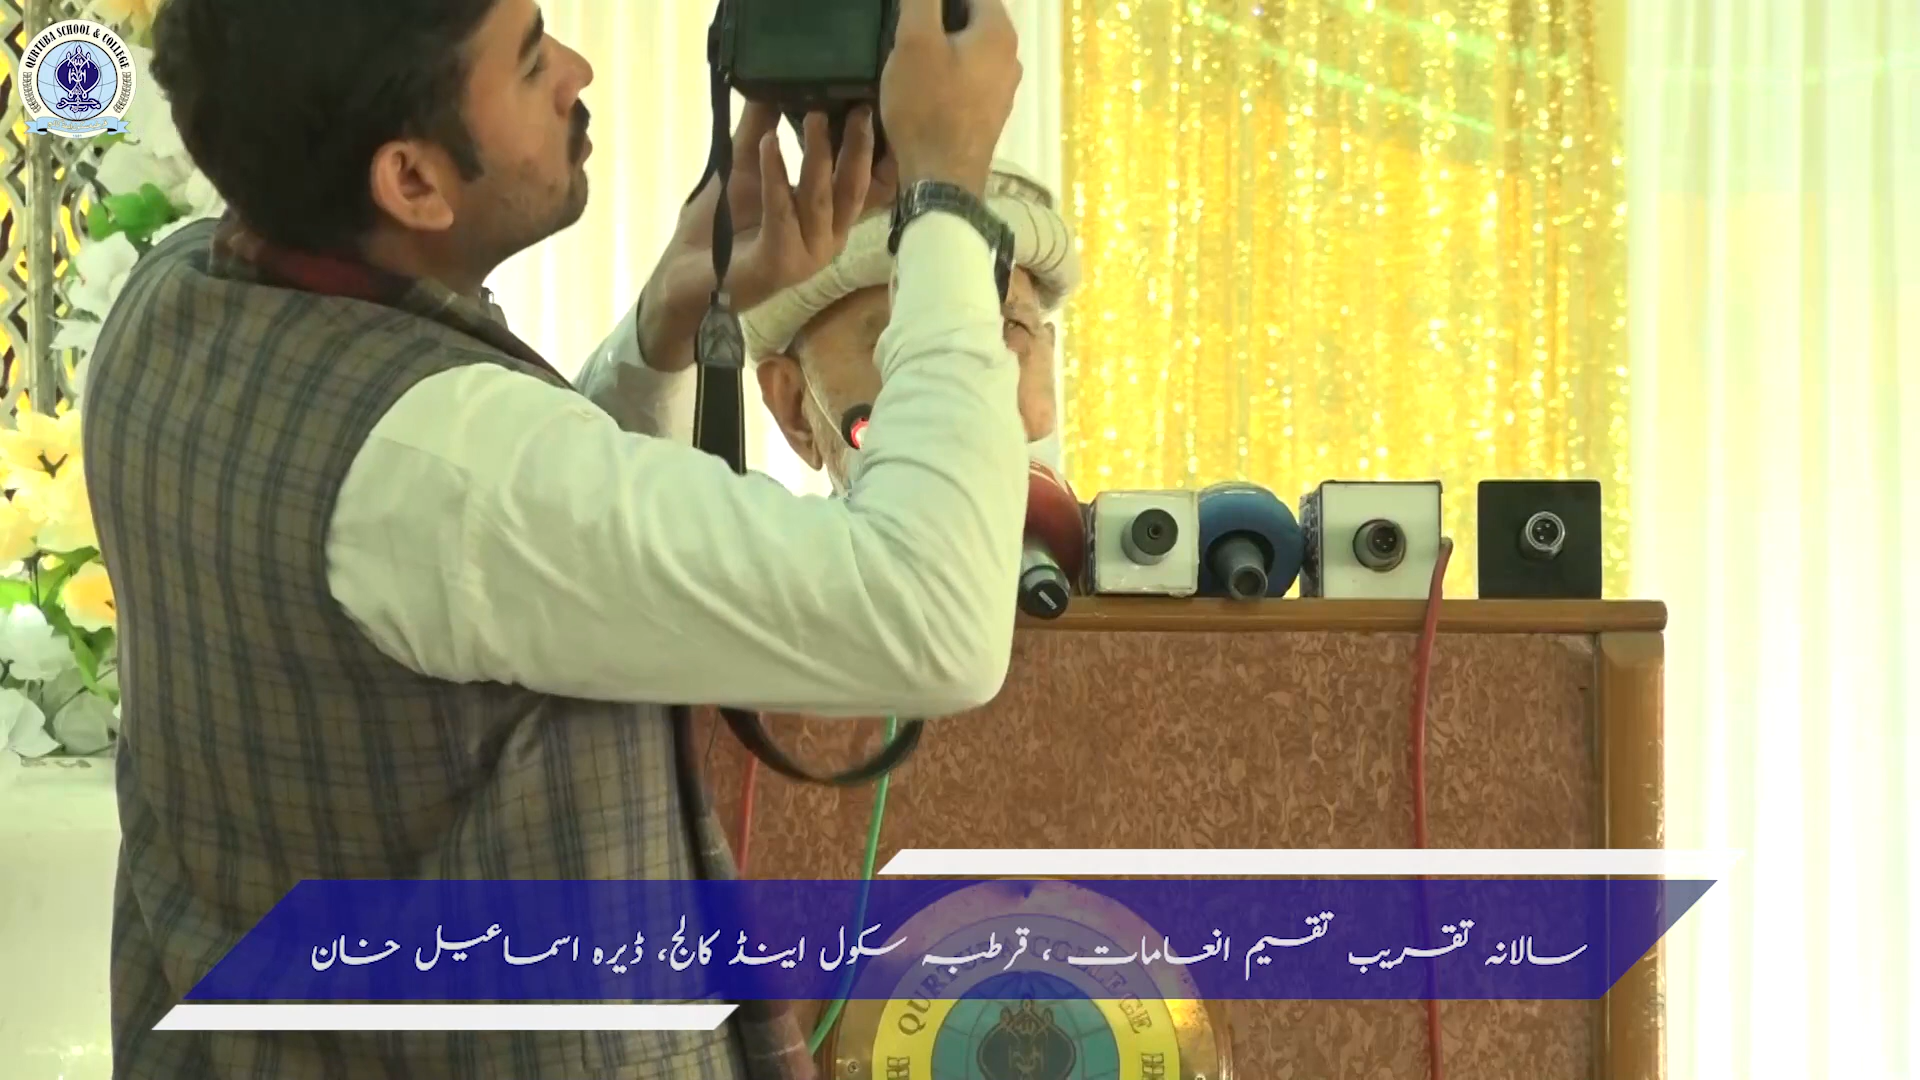 QURTUBA SCHOOL & COLLEGE
سالانہ تقریب تقسیم انعامات ، قرطبہ سکول اینڈ کالج، ڈیرہ اسماعیل خان